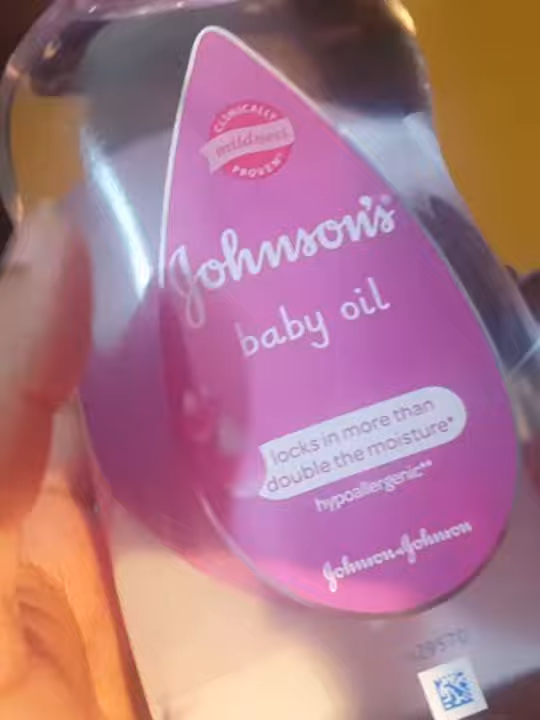 CLINICALLY
mildness
PROVEN
Johnson's®
baby oil
locks in more than
double the moisture*
hypoallergenic**
Johnson & Johnson